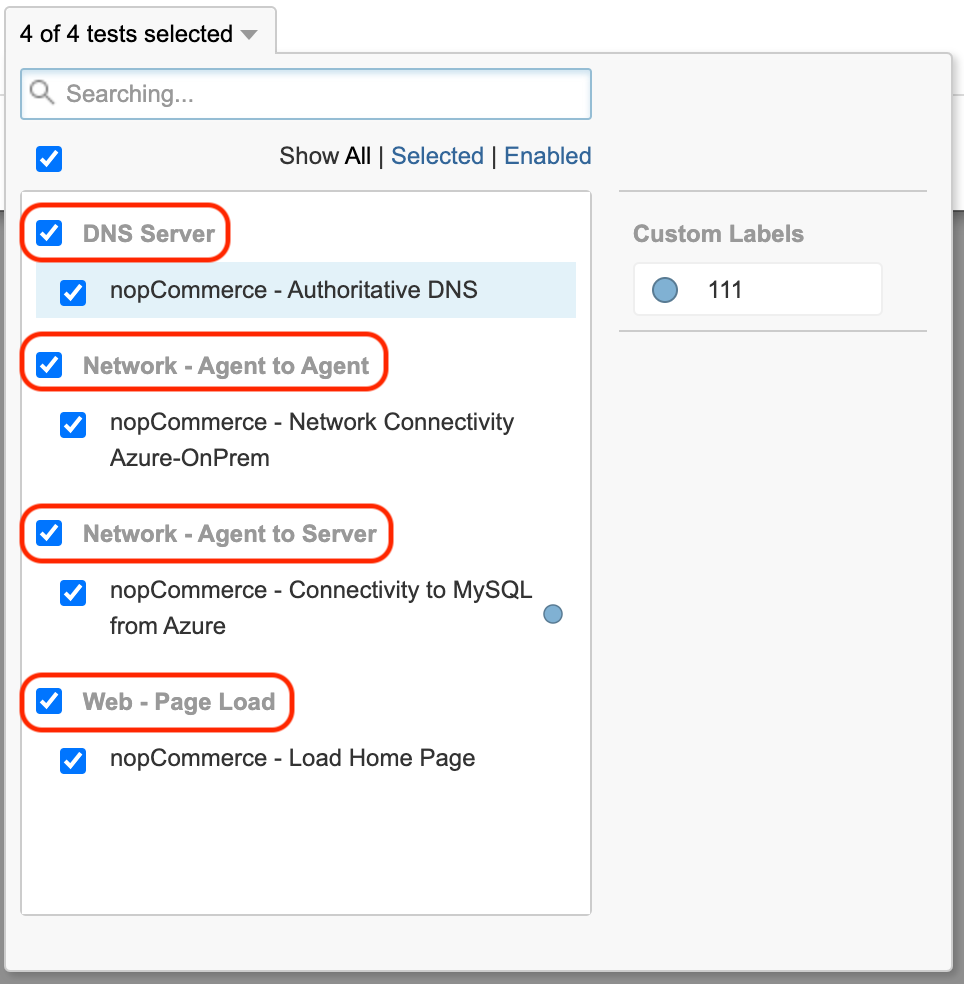 4 of 4 tests selected
Searching...
Show All | Selected | Enabled
DNS Server
nopCommerce - Authoritative DNS
Network - Agent to Agent
nopCommerce - Network Connectivity
Azure-OnPrem
Network - Agent to Server
nopCommerce - Connectivity to MySQL
from Azure
Web - Page Load
nopCommerce - Load Home Page
Custom Labels
111